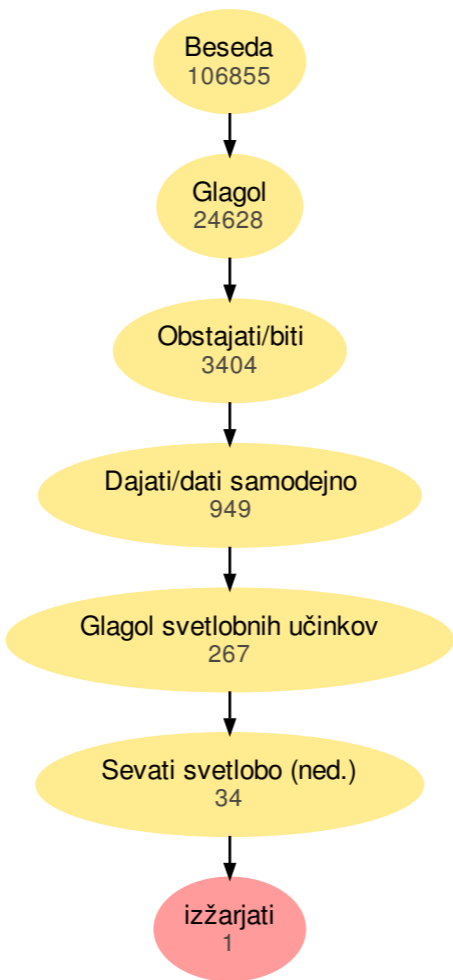 Beseda
106855
Glagol
24628
Obstajati/biti
3404
Dajati/dati samodejno
949
Glagol svetlobnih učinkov
267
Sevati svetlobo (ned.)
34
izžarjati
1